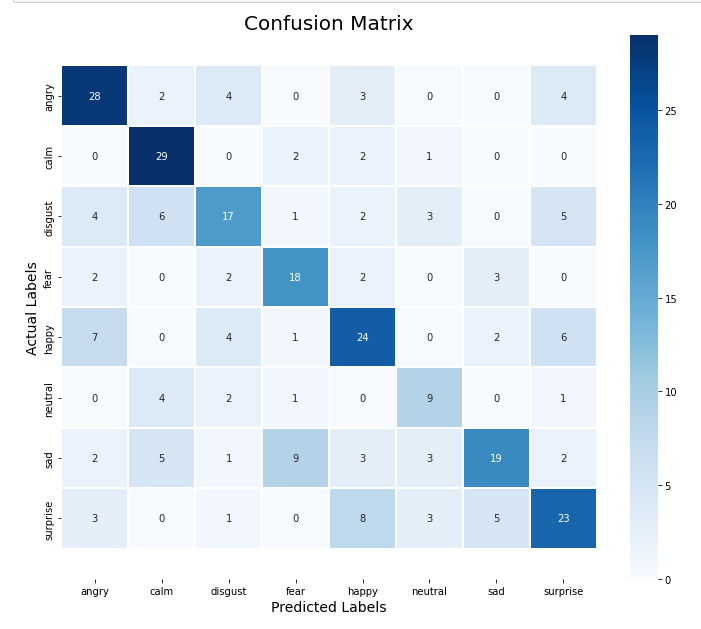 Confusion Matrix
angry 28 2 4 0 3 0 0 4
calm 0 29 0 2 2 1 0 0
disgust 4 6 17 1 2 3 0 5
fear 2 0 2 18 2 0 3 0
happy 7 0 4 1 24 0 2 6
neutral 0 4 2 1 0 9 0 1
sad 2 5 1 9 3 3 19 2
surprise 3 0 1 0 8 3 5 23
angry calm disgust fear happy neutral sad surprise
Actual Labels
Predicted Labels
25
20
15
10
5
0